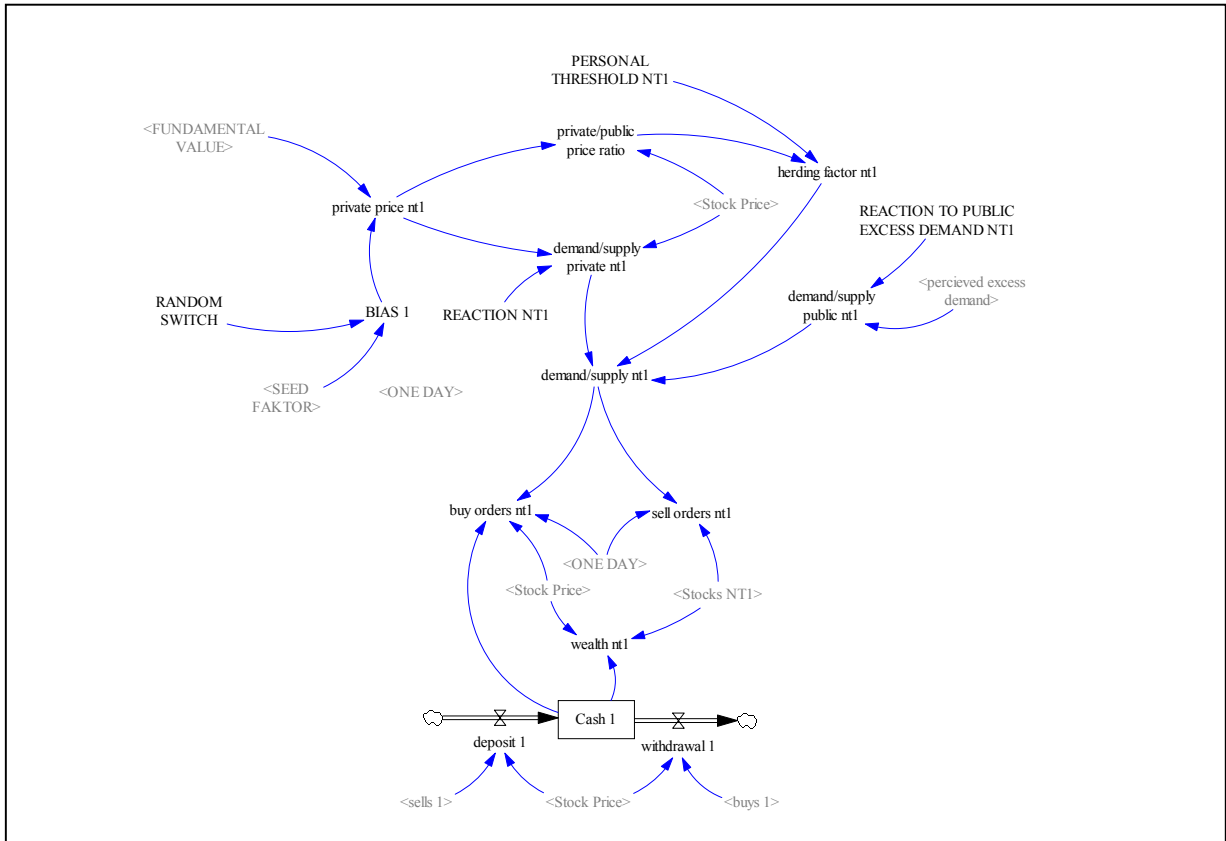 PERSONAL
THRESHOLD NT1
<FUNDAMENTAL
VALUE>
private/public
price ratio
herding factor nt1
<Stock Price>
private price nt1
REACTION TO PUBLIC
EXCESS DEMAND NT1
demand/supply
private nt1
<percieved excess
demand>
RANDOM
SWITCH
BIAS 1
REACTION NT1
demand/supply
public nt1
demand/supply nt1
<SEED
FAKTOR>
<ONE DAY>
buy orders nt1
sell orders nt1
<ONE DAY>
<Stock Price>
<Stocks NT1>
wealth nt1
Cash 1
deposit 1
withdrawal 1
<sells 1>
<Stock Price>
<buys 1>